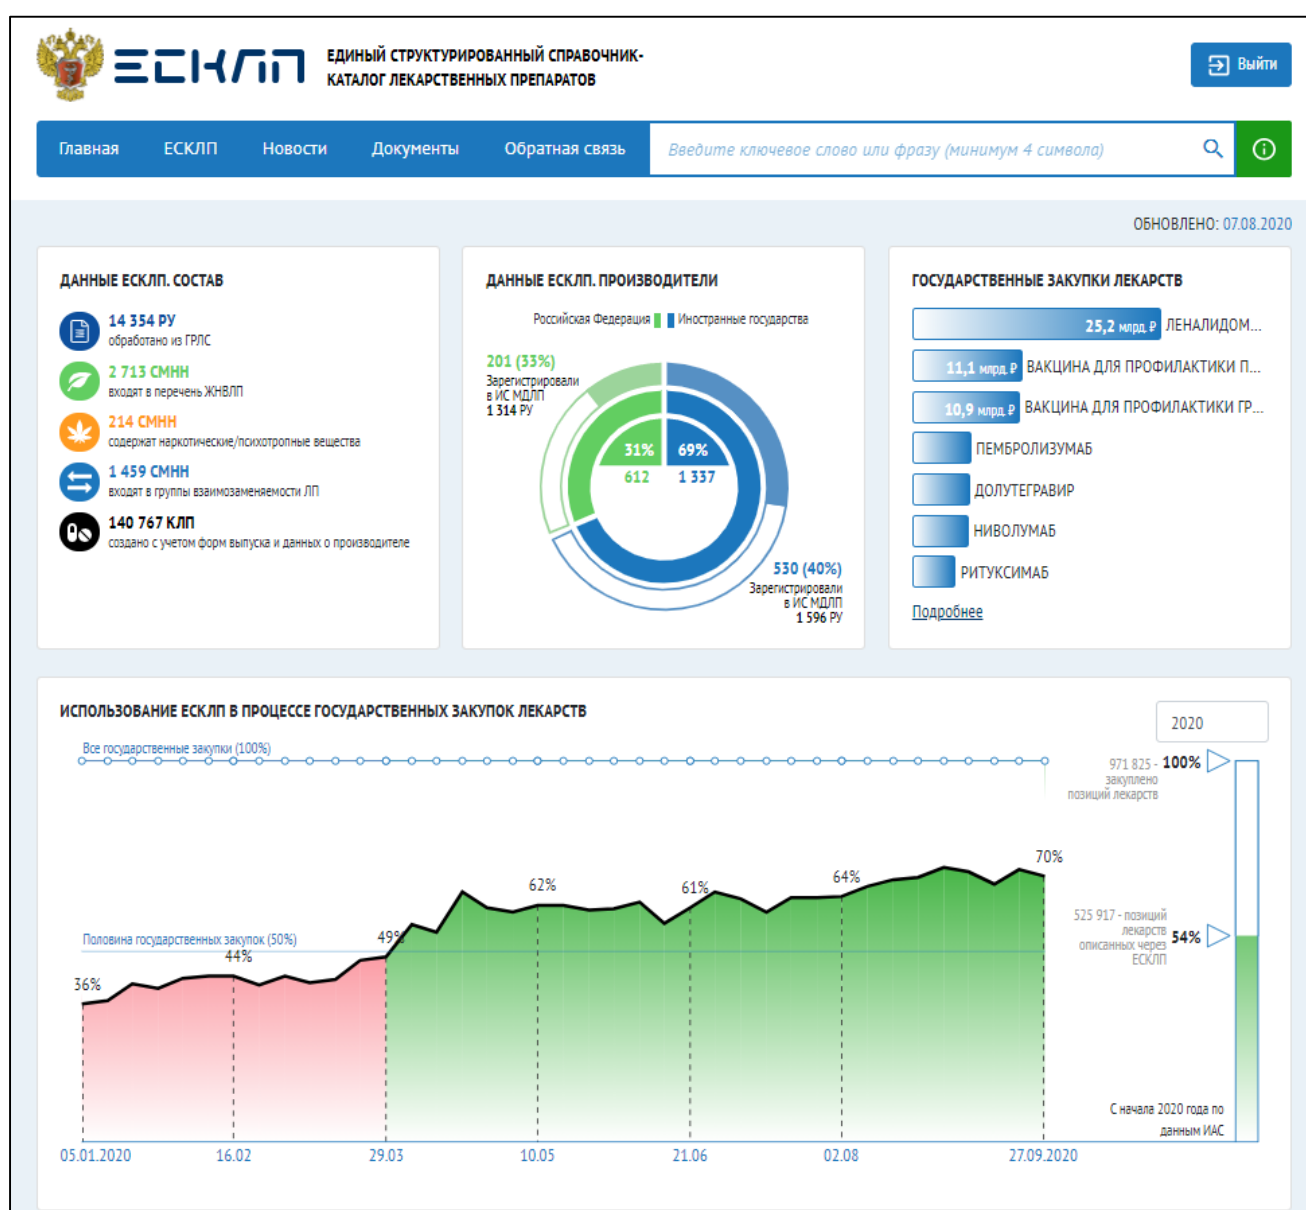 ЕСКЛП
ЕДИНЫЙ СТРУКТУРИРОВАННЫЙ СПРАВОЧНИК-
КАТАЛОГ ЛЕКАРСТВЕННЫХ ПРЕПАРАТОВ
Выйти
Главная ЕСКЛП Новости Документы Обратная связь Введите ключевое слово или фразу (минимум 4 символа)
ОБНОВЛЕНО: 07.08.2020
ДАННЫЕ ЕСКЛП. СОСТАВ
14 354 РУ
обработано из ГРЛС
2 713 СМНН
входят в перечень ЖНВЛП
214 СМНН
содержат наркотические/психотропные вещества
1 459 СМНН
входят в группы взаимозаменяемости ЛП
140 767 КЛП
создано с учетом форм выпуска и данных о производителе
ДАННЫЕ ЕСКЛП. ПРОИЗВОДИТЕЛИ
Российская Федерация Иностранные государства
201 (33%)
Зарегистрировали
в ИС МДЛП
1 314 РУ
31% 69%
612 1 337
530 (40%)
Зарегистрировали
в ИС МДЛП
1 596 РУ
ГОСУДАРСТВЕННЫЕ ЗАКУПКИ ЛЕКАРСТВ
25,2 млрд. ₽ ЛЕНАЛИДОМ...
11,1 млрд. ₽ ВАКЦИНА ДЛЯ ПРОФИЛАКТИКИ П...
10,9 млрд. ₽ ВАКЦИНА ДЛЯ ПРОФИЛАКТИКИ ГР...
ПЕМБРОЛИЗУМАБ
ДОЛУТЕГРАВИР
НИВОЛУМАБ
РИТУКСИМАБ
Подробнее
ИСПОЛЬЗОВАНИЕ ЕСКЛП В ПРОЦЕССЕ ГОСУДАРСТВЕННЫХ ЗАКУПОК ЛЕКАРСТВ
2020
Все государственные закупки (100%)
971 825 - 100%
закуплено
позиций лекарств
Половина государственных закупок (50%)
36%
44%
49%
62%
61%
64%
70%
525 917 - позиций
лекарств 54%
описанных через
ЕСКЛП
С начала 2020 года по
данным ИАС
05.01.2020 16.02 29.03 10.05 21.06 02.08 27.09.2020